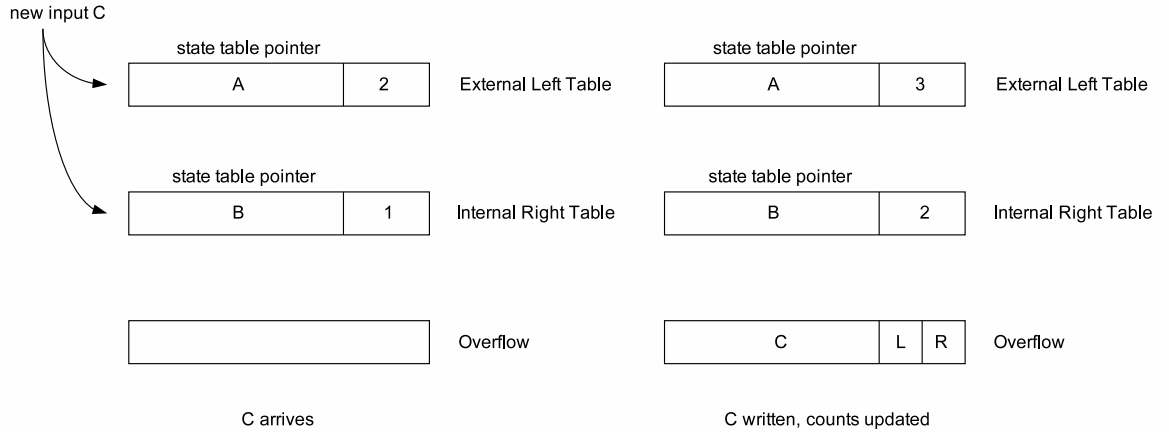 new input C
state table pointer
state table pointer
A
2
External Left Table
A
3
External Left Table
state table pointer
state table pointer
B
1
Internal Right Table
B
2
Internal Right Table
Overflow
C
L
R
Overflow
C arrives
C written, counts updated